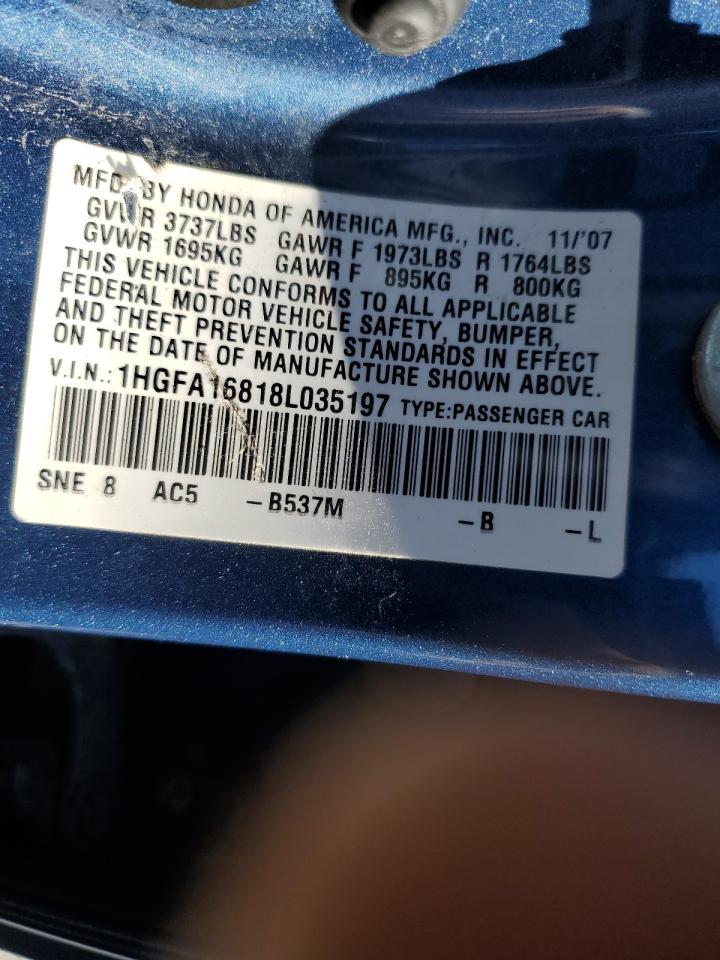 MFD BY HONDA OF AMERICA MFG., INC. 11/'07
GVWR 3737LBS GAWR F 1973LBS R 1764LBS
GVWR 1695KG GAWR F 895KG R 800KG
THIS VEHICLE CONFORMS TO ALL APPLICABLE
FEDERAL MOTOR VEHICLE SAFETY, BUMPER,
AND THEFT PREVENTION STANDARDS IN EFFECT
ON THE DATE OF MANUFACTURE SHOWN ABOVE.
V.I.N.: 1HGFA16818L035197 TYPE:PASSENGER CAR
SNE 8 AC5 -B537M -B -L